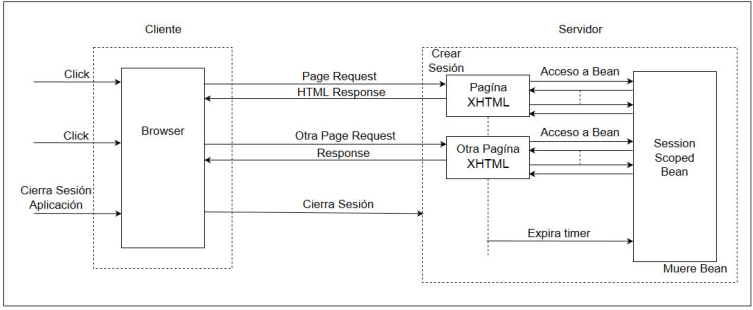 Cliente
Servidor
Crear
Sesión
Click
Page Request
HTML Response
Pagína
XHTML
Acceso a Bean
Click
Browser
Otra Page Request
Response
Otra Pagína
XHTML
Acceso a Bean
Session
Scoped
Bean
Cierra Sesión
Aplicación
Cierra Sesión
Expira timer
Muere Bean